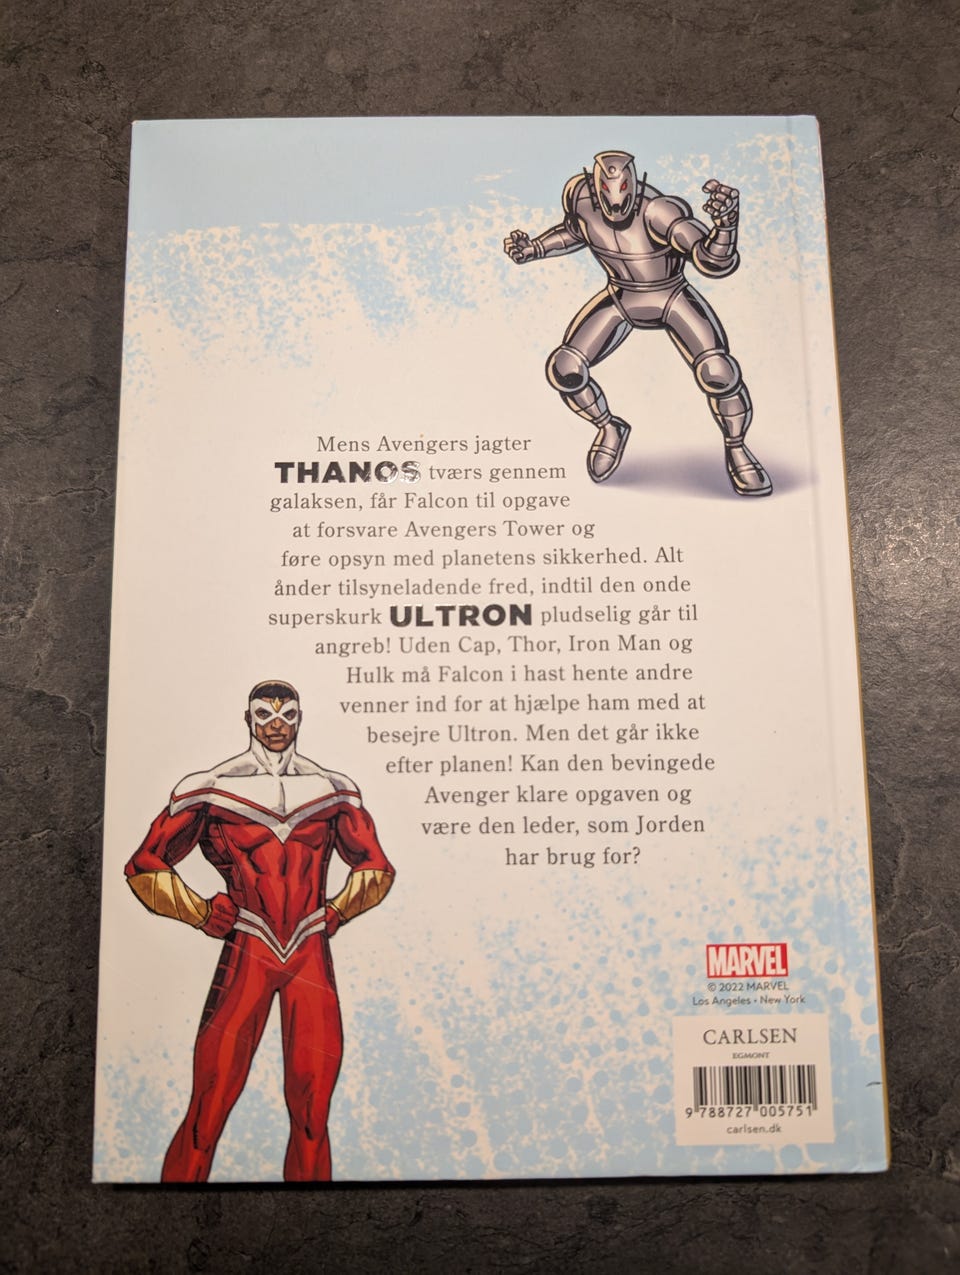 Mens Avengers jagter
THANOS tværs gennem
galaksen, får Falcon til opgave
at forsvare Avengers Tower og
føre opsyn med planetens sikkerhed. Alt
ånder tilsyneladende fred, indtil den onde
superskurk ULTRON pludselig går til
angreb! Uden Cap, Thor, Iron Man og
Hulk må Falcon i hast hente andre
venner ind for at hjælpe ham med at
besejre Ultron. Men det går ikke
efter planen! Kan den bevingede
Avenger klare opgaven og
være den leder, som Jorden
har brug for?
MARVEL
© 2022 MARVEL
Los Angeles • New York
CARLSEN
EGMONT
9 788727 005751
carlsen.dk